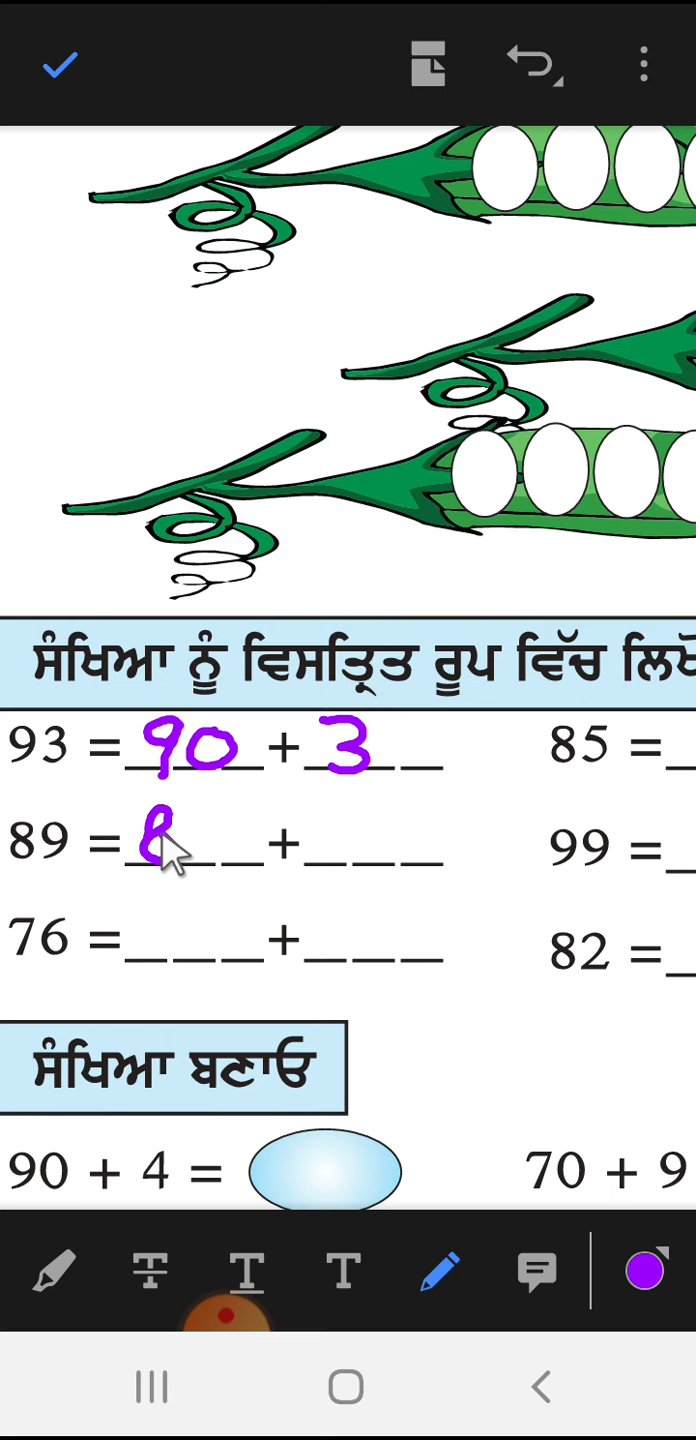 ਸੰਖਿਆ ਨੂੰ ਵਿਸਤ੍ਰਿਤ ਰੂਪ ਵਿੱਚ
93 = 90 + 3 85 =
89 = 8 + 99 =
76 = + 82 =
ਸੰਖਿਆ ਬਣਾਓ
90 + 4 = 70 + 9
T T T